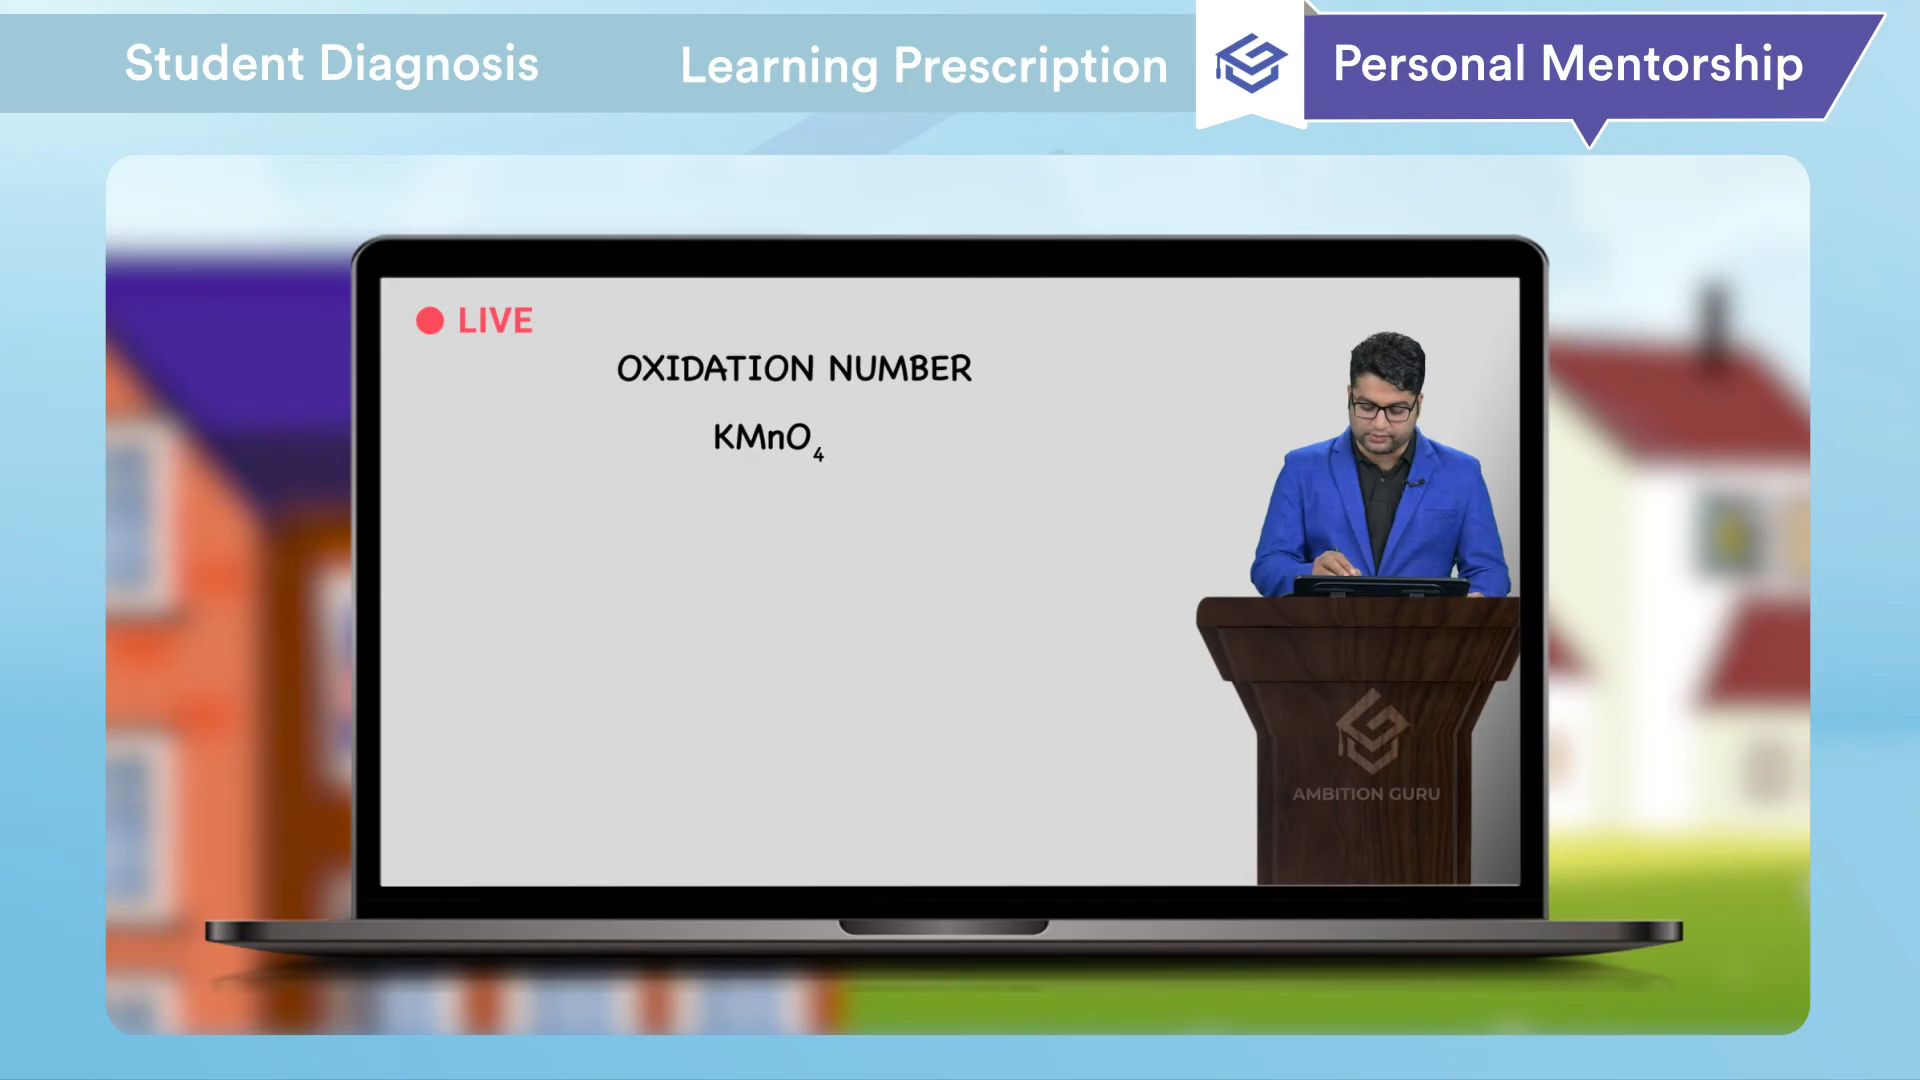 Student Diagnosis
Learning Prescription
Personal Mentorship
LIVE
OXIDATION NUMBER
KMnO₄
AMBITION GURU